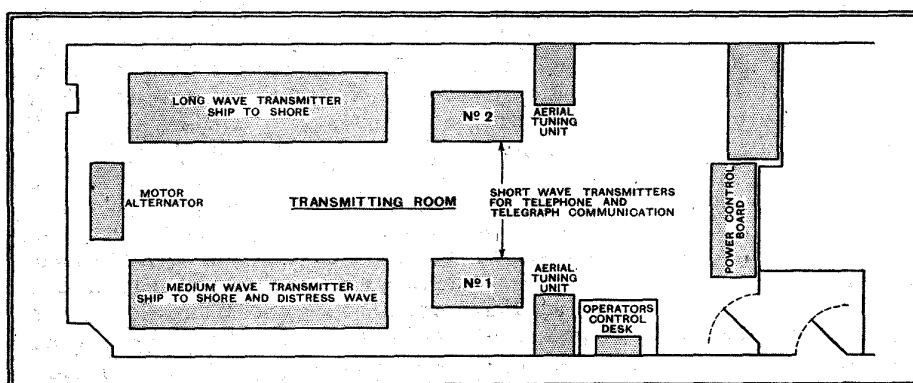 LONG WAVE TRANSMITTER
SHIP TO SHORE
Nº 2
AERIAL
TUNING
UNIT
MOTOR
ALTERNATOR
TRANSMITTING ROOM
SHORT WAVE TRANSMITTERS
FOR TELEPHONE AND
TELEGRAPH COMMUNICATION
POWER CONTROL
BOARD
MEDIUM WAVE TRANSMITTER
SHIP TO SHORE AND DISTRESS WAVE
Nº 1
AERIAL
TUNING
UNIT
OPERATORS
CONTROL
DESK